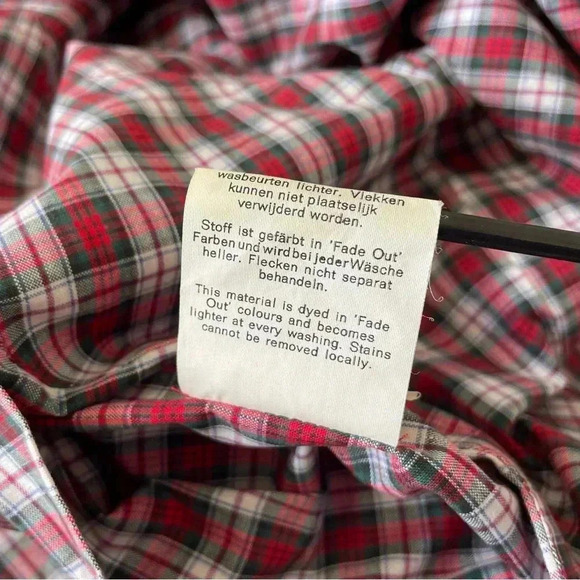 wasbeurten lichter. Vlekken
kunnen niet plaatselijk
verwijderd worden.
Stoff ist gefärbt in 'Fade Out'
Farben und wird bei jeder Wäsche
heller. Flecken nicht separat
behandeln.
This material is dyed in 'Fade
Out' colours and becomes
lighter at every washing. Stains
cannot be removed locally.